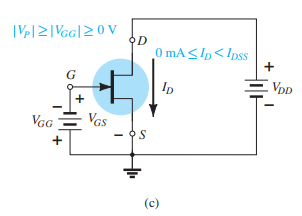 |V_P| ≥ |V_GG| ≥ 0 V
D
0 mA ≤ I_D < I_DSS
G
+
I_D
+
V_DD
−
−
+
V_GG
V_GS
+
−
S
(c)